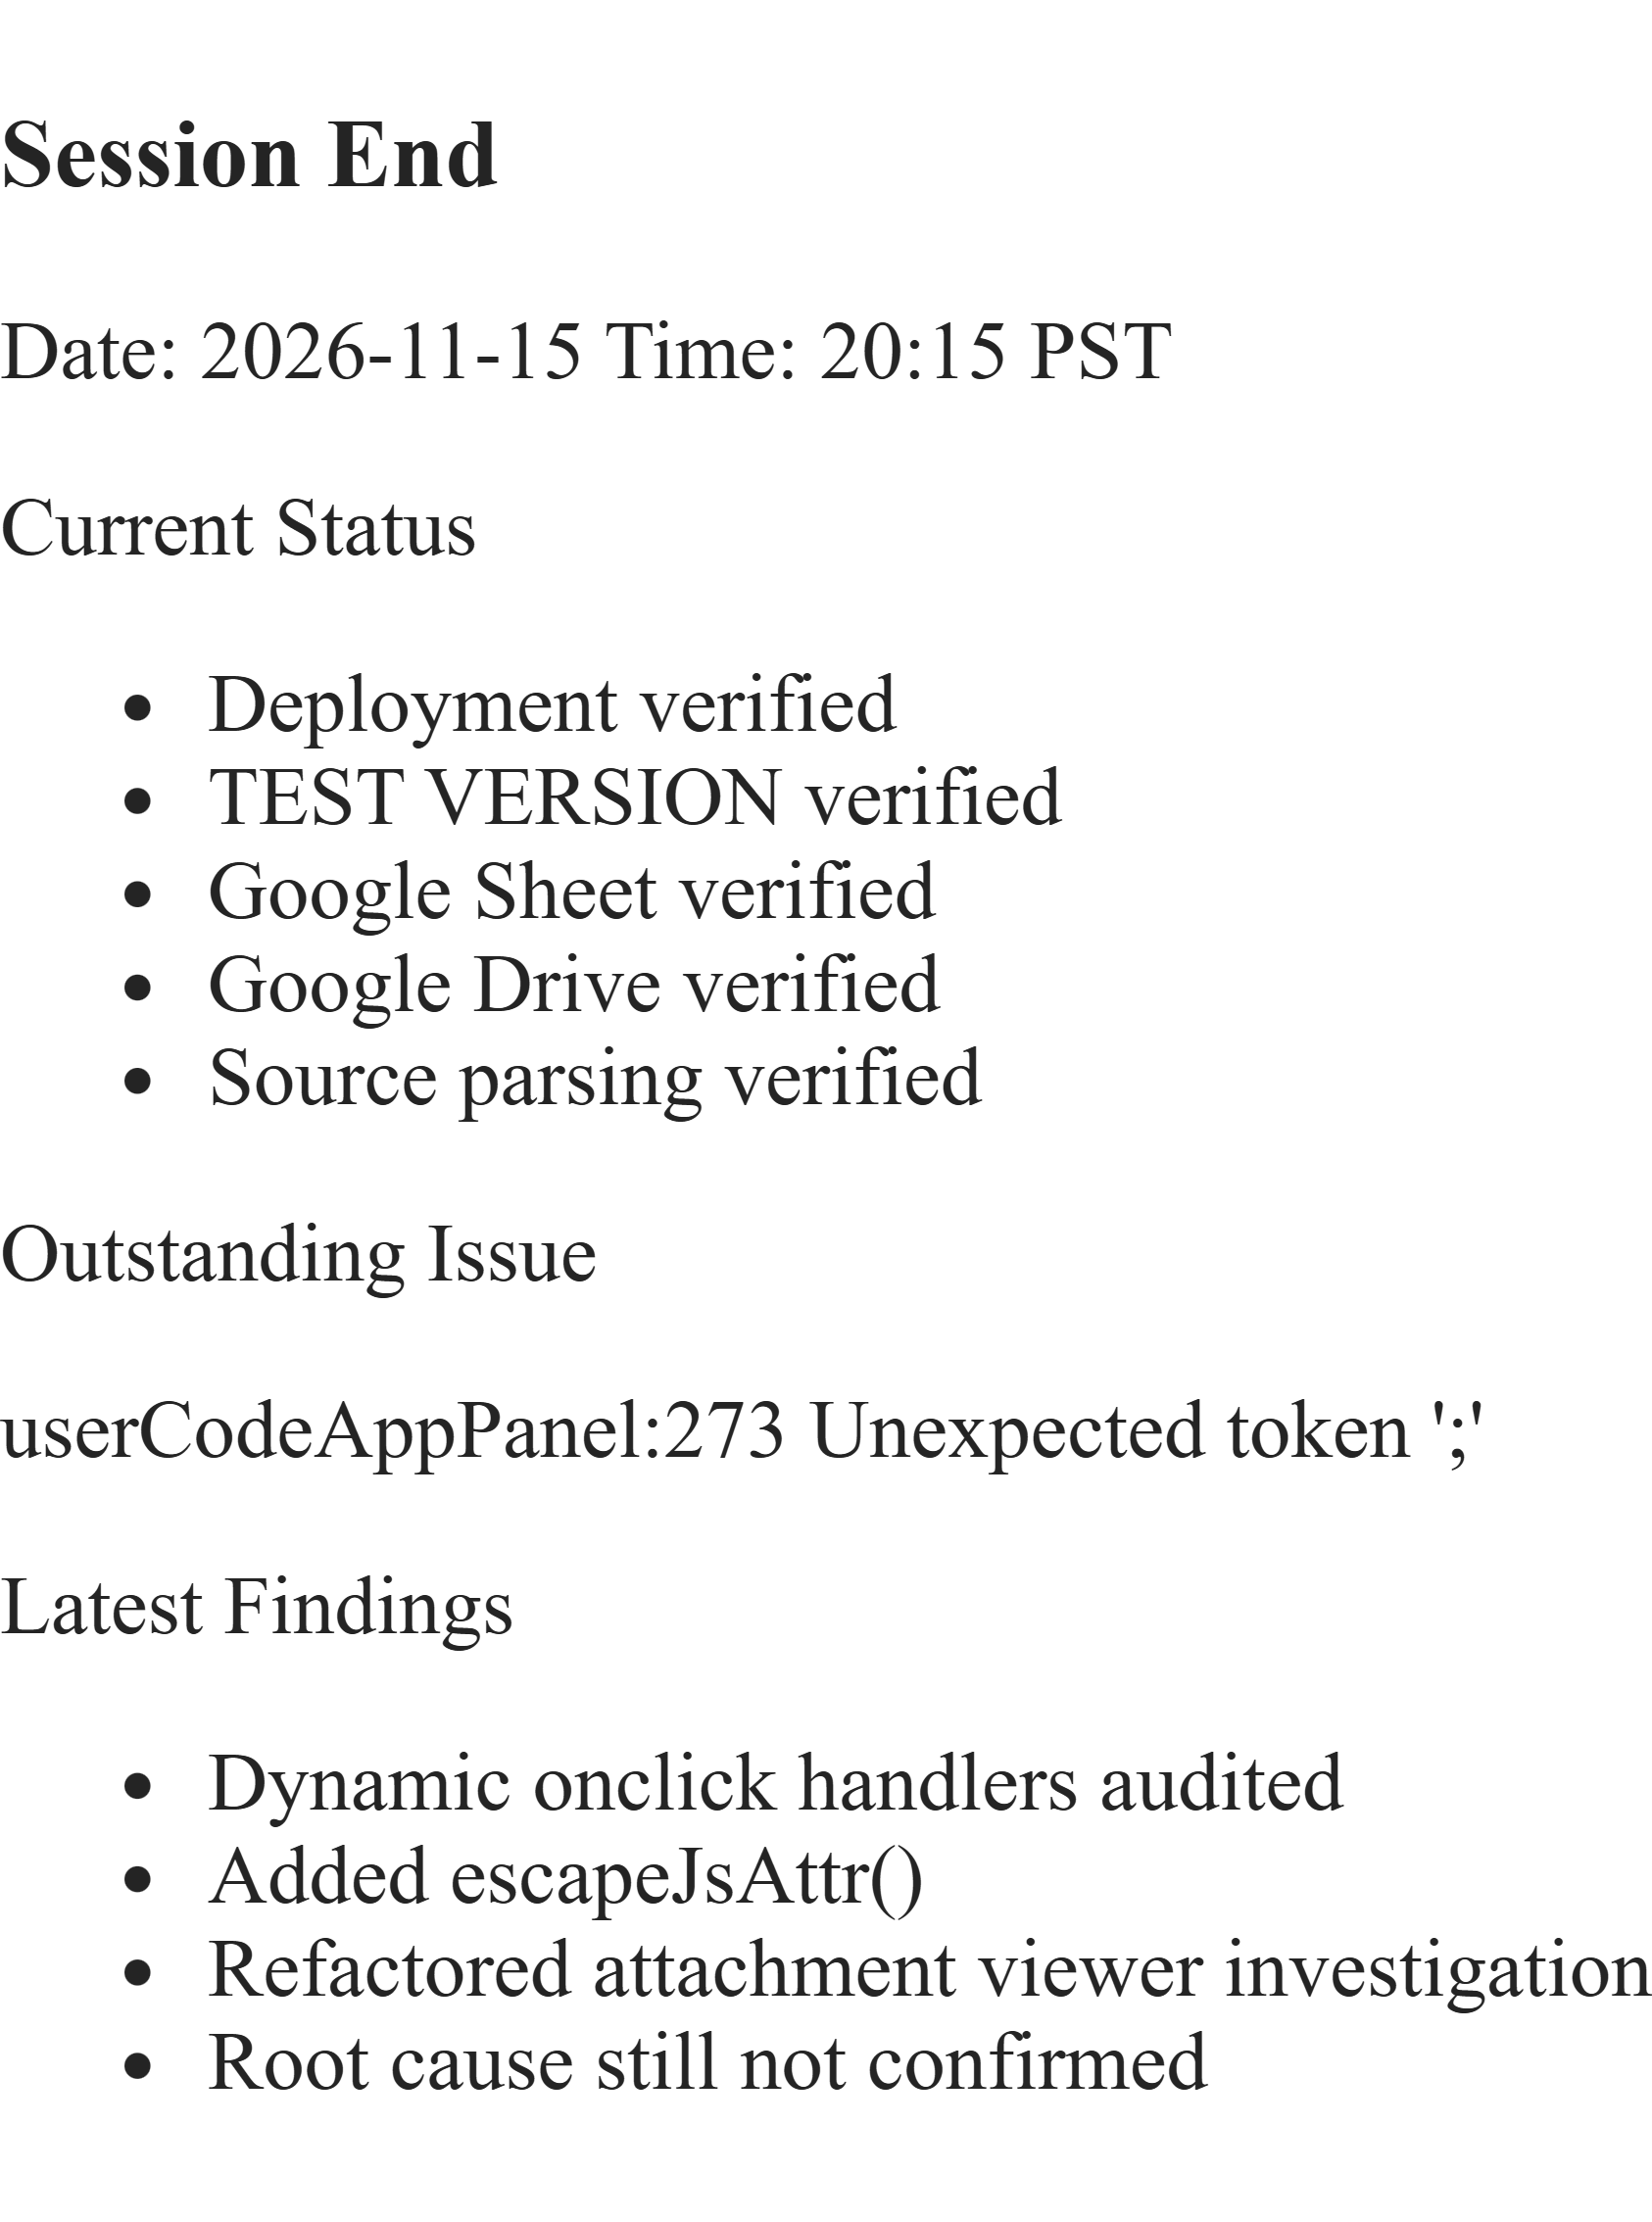 Session End
Date: 2026-11-15 Time: 20:15 PST
Current Status
• Deployment verified
• TEST VERSION verified
• Google Sheet verified
• Google Drive verified
• Source parsing verified
Outstanding Issue
userCodeAppPanel:273 Unexpected token ';'
Latest Findings
• Dynamic onclick handlers audited
• Added escapeJsAttr()
• Refactored attachment viewer investigation
• Root cause still not confirmed